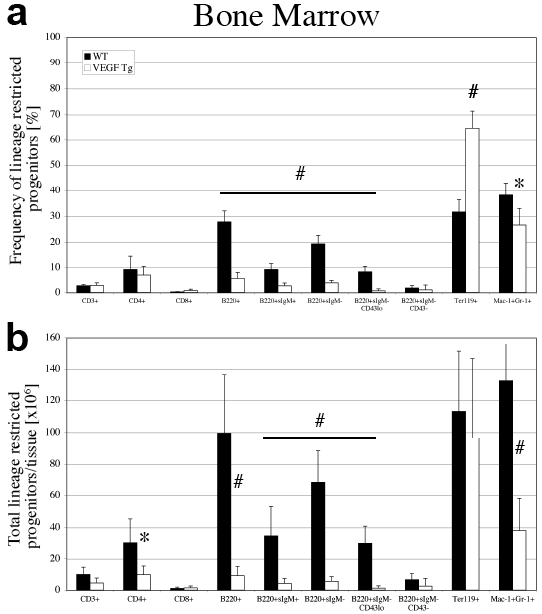 a
Bone Marrow
Frequency of lineage restricted
progenitors [%]
100
90
80
70
60
50
40
30
20
10
0
WT
VEGF Tg
#
#
*
CD3+
CD4+
CD8+
B220+
B220+sIgM+
B220+sIgM-
B220+sIgM-
CD43lo
B220+sIgM-
CD43-
Ter119+
Mac-1+Gr-1+
b
Total lineage restricted
progenitors/tissue [x10⁶]
160
140
120
100
80
60
40
20
0
*
#
#
#
CD3+
CD4+
CD8+
B220+
B220+sIgM+
B220+sIgM-
B220+sIgM-
CD43lo
B220+sIgM-
CD43-
Ter119+
Mac-1+Gr-1+